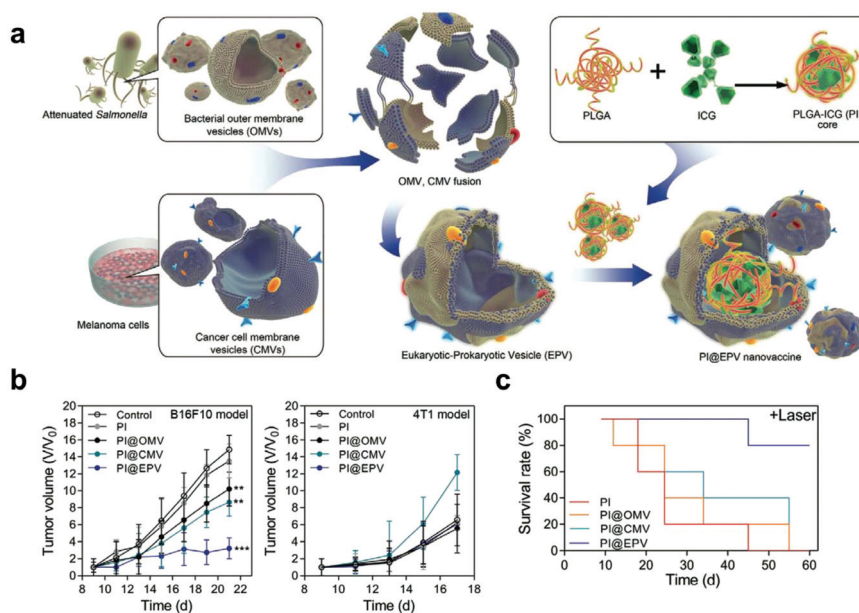 a
Attenuated Salmonella
Bacterial outer membrane
vesicles (OMVs)
OMV, CMV fusion
PLGA
+
ICG
PLGA-ICG (PI
core
Melanoma cells
Cancer cell membrane
vesicles (CMVs)
Eukaryotic-Prokaryotic Vesicle (EPV)
PI@EPV nanovaccine
b
Tumor volume (V/V0)
20
18
16
14
12
10
8
6
4
2
0
Control
PI
PI@OMV
PI@CMV
PI@EPV
B16F10 model
**
**
***
8 10 12 14 16 18 20 22
Time (d)
Tumor volume (V/V0)
20
18
16
14
12
10
8
6
4
2
0
Control
PI
PI@OMV
PI@CMV
PI@EPV
4T1 model
8 10 12 14 16 18
Time (d)
c
+Laser
Survival rate (%)
100
80
60
40
20
0
PI
PI@OMV
PI@CMV
PI@EPV
0 10 20 30 40 50 60
Time (d)